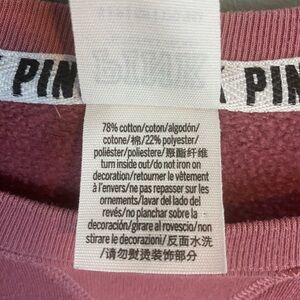 PIN
K PIN
78% cotton/coton/algodón/
cotone/棉/22% polyester/
poliéster/poliestere/聚酯纤维
turn inside out/do not iron on
decoration/retourner le vêtement
à l'envers/ne pas repasser sur les
ornements/lavar del lado del
revés/no planchar sobre la
decoración/girare al rovescio/non
stirare le decorazioni/反面水洗
/请勿熨烫装饰部分